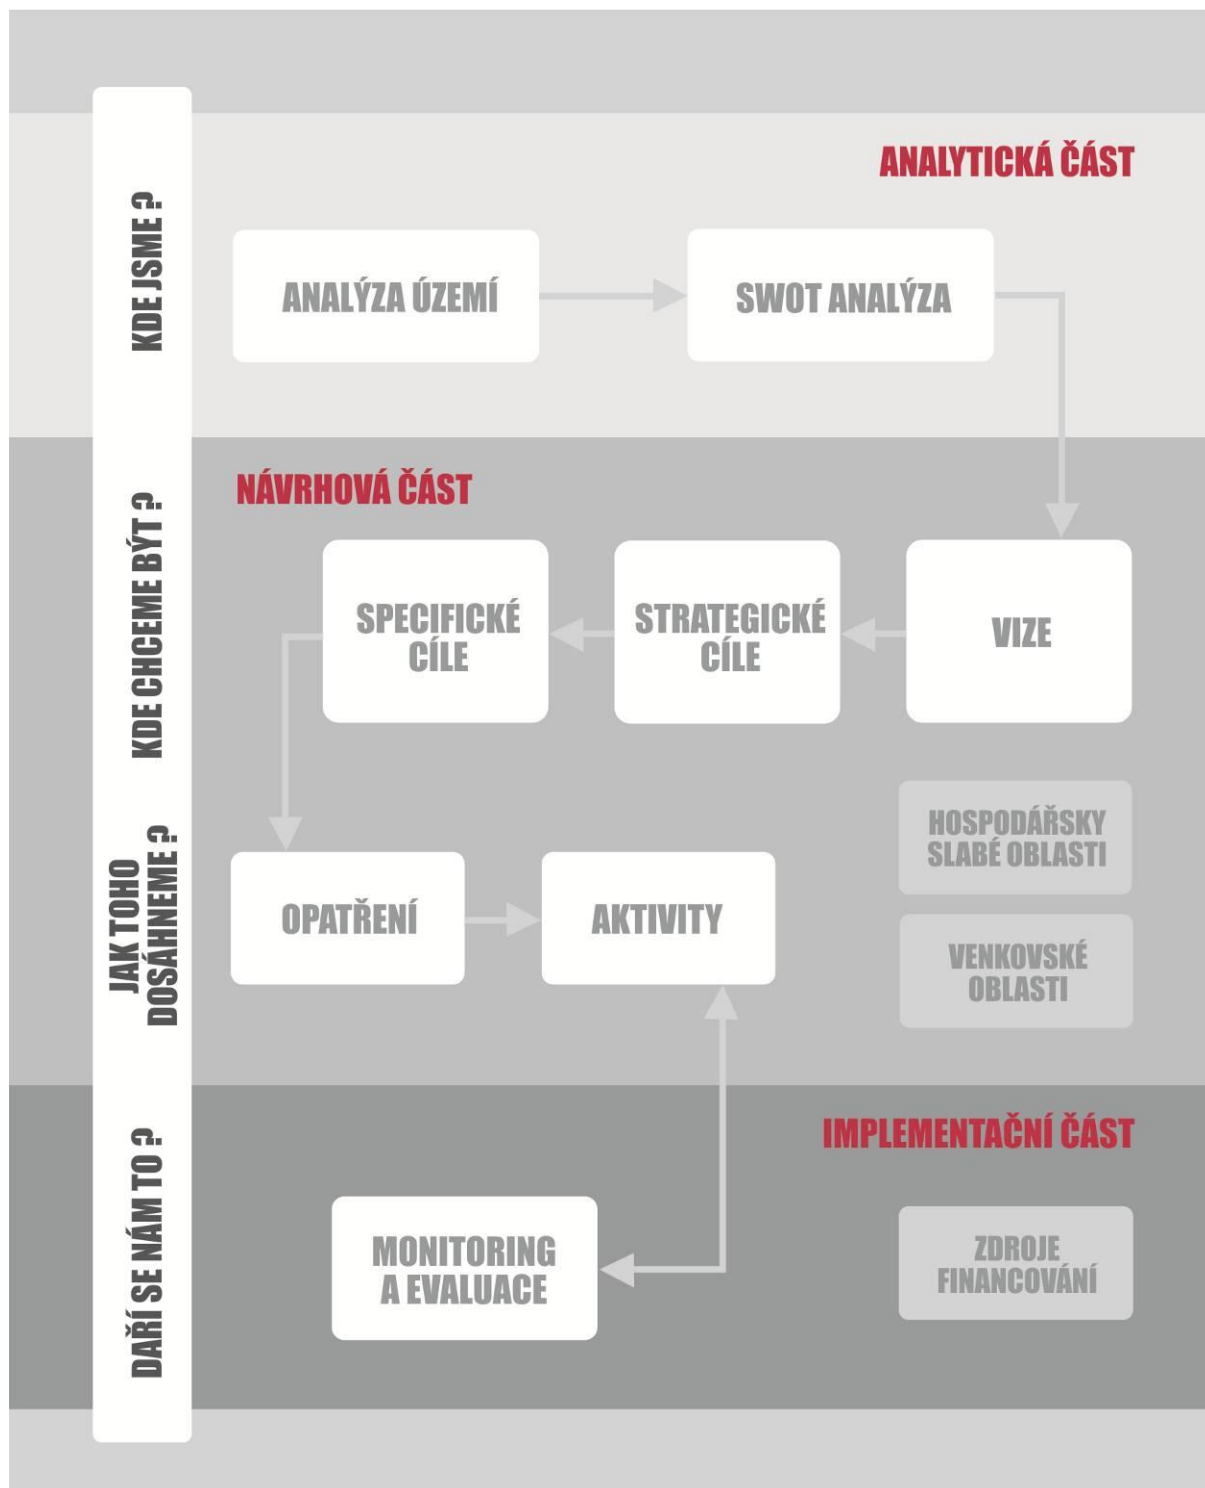 ANALYTICKÁ ČÁST
KDE JSME ?
ANALÝZA ÚZEMÍ
SWOT ANALÝZA
NÁVRHOVÁ ČÁST
KDE CHCEME BÝT ?
SPECIFICKÉ
CÍLE
STRATEGICKÉ
CÍLE
VIZE
HOSPODÁŘSKY
SLABÉ OBLASTI
JAK TOHO
DOSÁHNEME ?
OPATŘENÍ
AKTIVITY
VENKOVSKÉ
OBLASTI
IMPLEMENTAČNÍ ČÁST
DAŘÍ SE NÁM TO ?
MONITORING
A EVALUACE
ZDROJE
FINANCOVÁNÍ